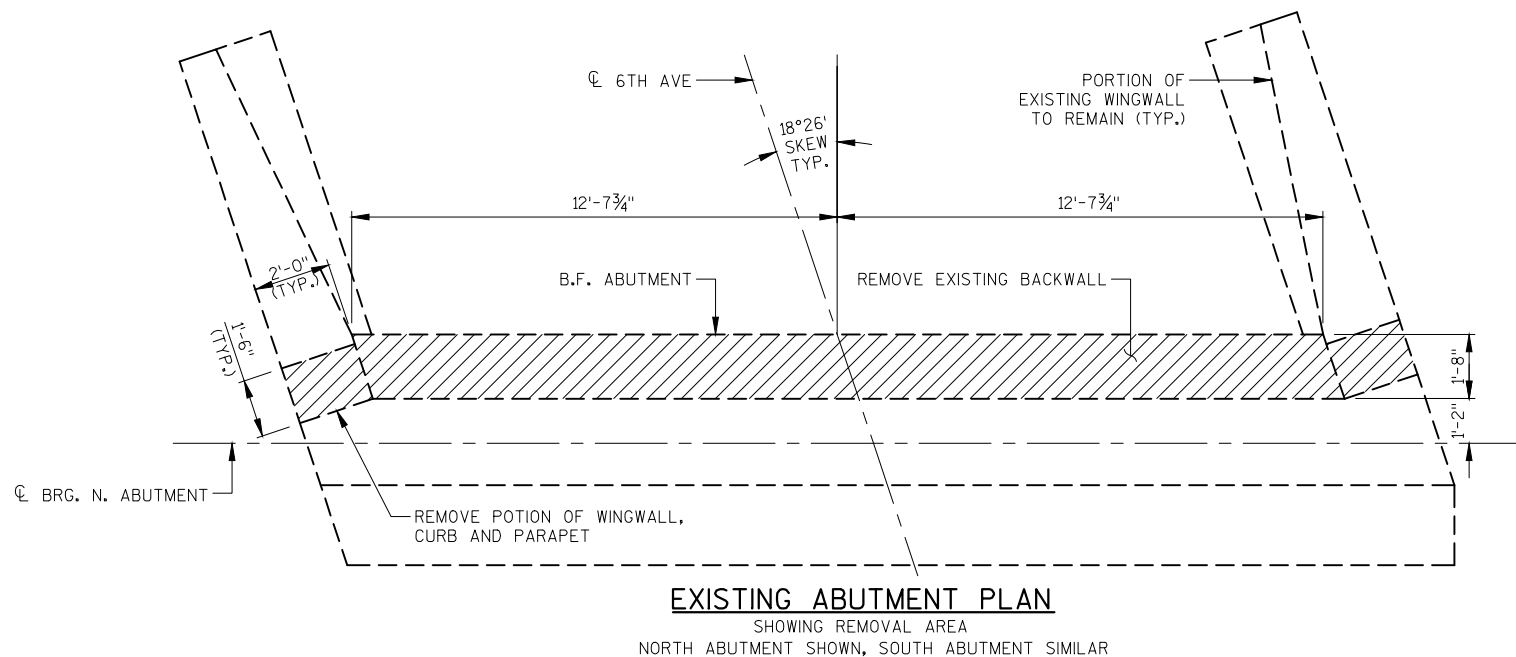 ℄ 6TH AVE
18°26'
SKEW
TYP.
PORTION OF
EXISTING WINGWALL
TO REMAIN (TYP.)
12'-7¾"
12'-7¾"
2'-0"
(TYP.)
B.F. ABUTMENT
REMOVE EXISTING BACKWALL
1'-6"
(TYP.)
1'-8"
1'-2"
℄ BRG. N. ABUTMENT
REMOVE POTION OF WINGWALL,
CURB AND PARAPET
EXISTING ABUTMENT PLAN
SHOWING REMOVAL AREA
NORTH ABUTMENT SHOWN, SOUTH ABUTMENT SIMILAR